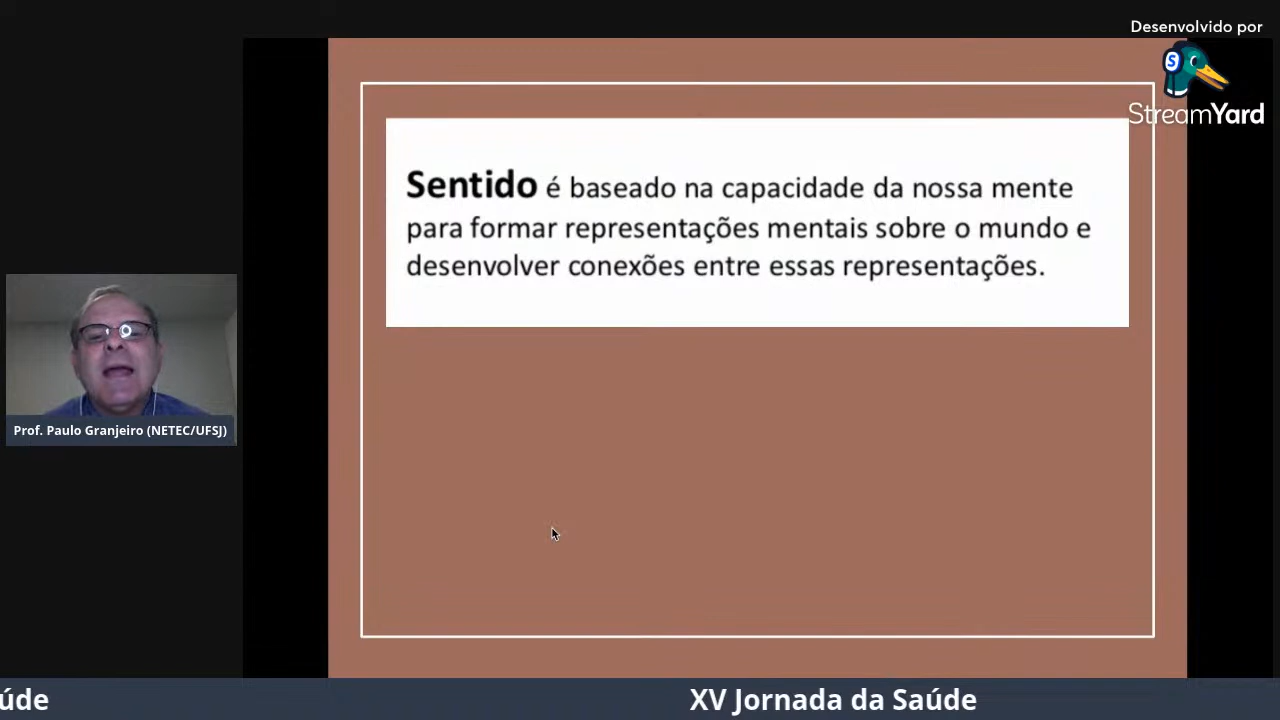 Desenvolvido por
StreamYard
Sentido é baseado na capacidade da nossa mente
para formar representações mentais sobre o mundo e
desenvolver conexões entre essas representações.
Prof. Paulo Granjeiro (NETEC/UFSJ)
úde
XV Jornada da Saúde